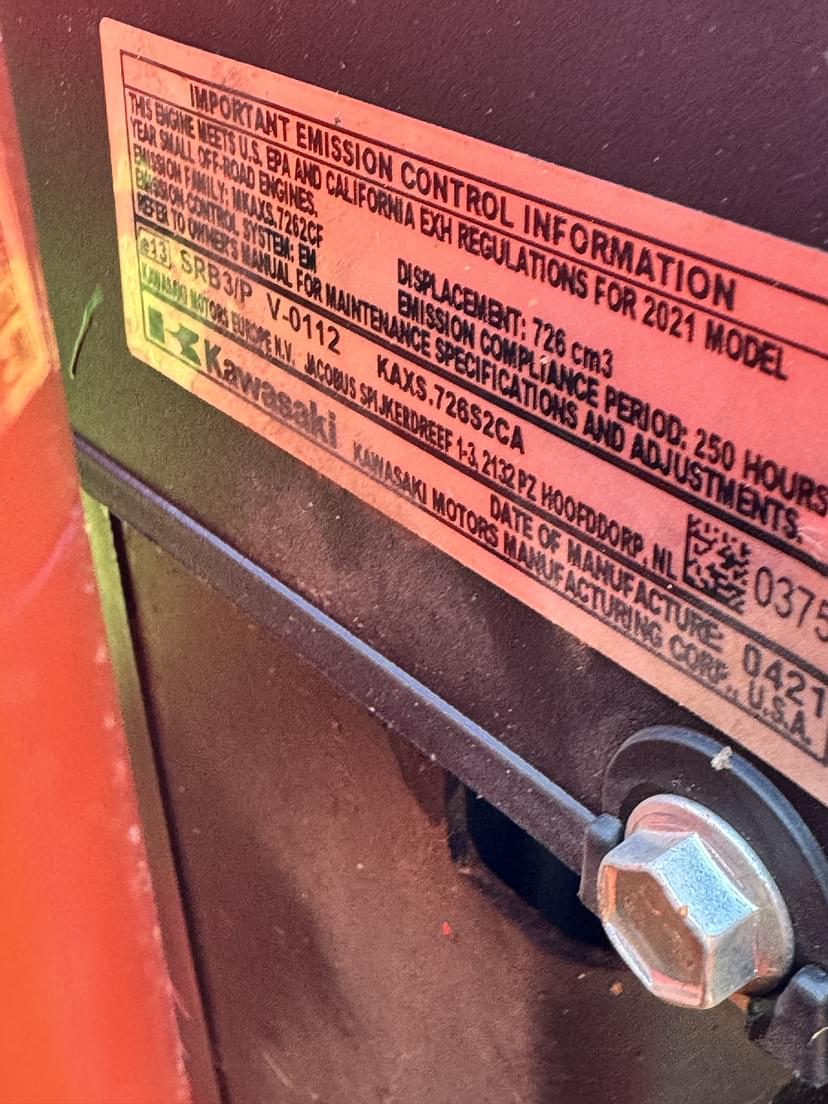 IMPORTANT EMISSION CONTROL INFORMATION
THIS ENGINE MEETS U.S. EPA AND CALIFORNIA EXH REGULATIONS FOR 2021 MODEL
YEAR SMALL OFF-ROAD ENGINES.
EMISSION FAMILY: MKAXS.7262CF DISPLACEMENT: 726 cm3
EMISSION CONTROL SYSTEM: EM EMISSION COMPLIANCE PERIOD: 250 HOURS
REFER TO OWNER'S MANUAL FOR MAINTENANCE SPECIFICATIONS AND ADJUSTMENTS.
e13) SRB3/P V-0112 KAXS.726S2CA 0375
KAWASAKI MOTORS EUROPE N.V. JACOBUS SPIJKERDREEF 1-3, 2132 PZ HOOFDDORP, NL
DATE OF MANUFACTURE: 0421
Kawasaki KAWASAKI MOTORS MANUFACTURING CORP., U.S.A.